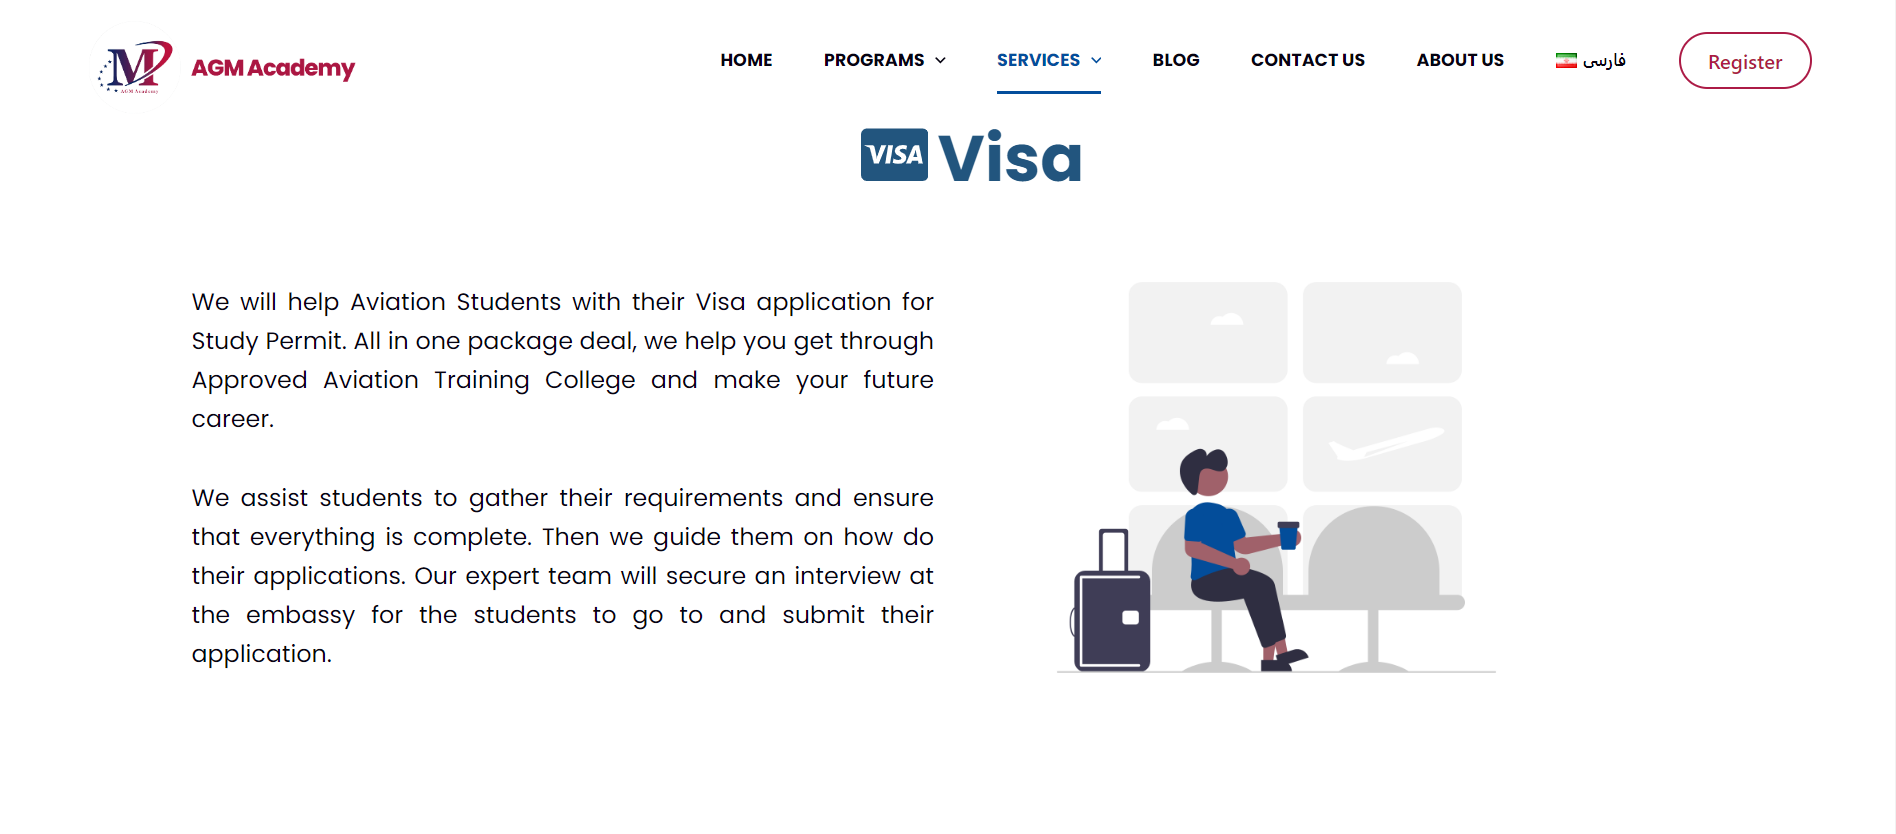 AGM Academy
AGM Academy
HOME
PROGRAMS
SERVICES
BLOG
CONTACT US
ABOUT US
فارسی
Register
VISA Visa
We will help Aviation Students with their Visa application for
Study Permit. All in one package deal, we help you get through
Approved Aviation Training College and make your future
career.
We assist students to gather their requirements and ensure
that everything is complete. Then we guide them on how do
their applications. Our expert team will secure an interview at
the embassy for the students to go to and submit their
application.